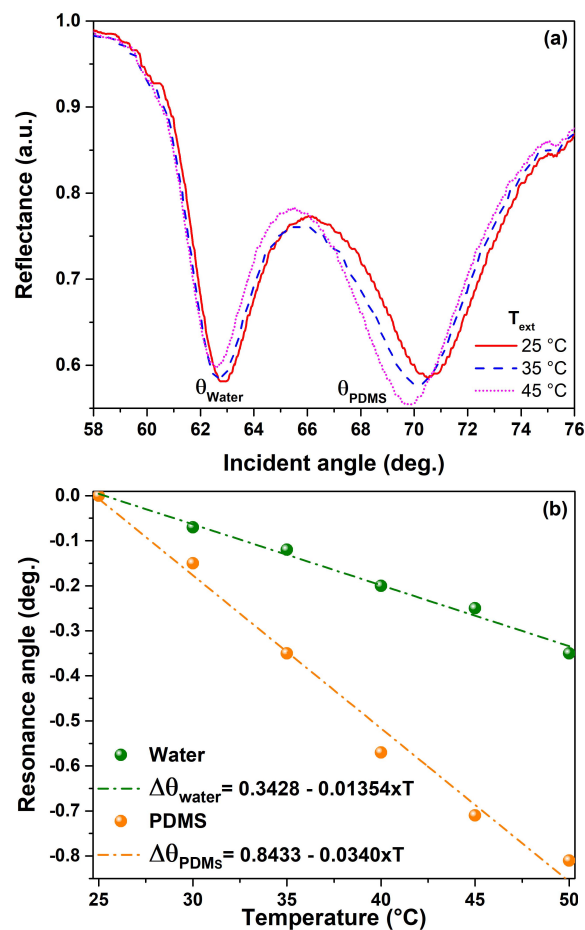 (a)
1.0
0.9
0.8
0.7
0.6
Reflectance (a.u.)
T_ext
25 °C
35 °C
45 °C
θ_Water
θ_PDMS
58 60 62 64 66 68 70 72 74 76
Incident angle (deg.)
(b)
0.0
-0.1
-0.2
-0.3
-0.4
-0.5
-0.6
-0.7
-0.8
Resonance angle (deg.)
Water
Δθ_water= 0.3428 - 0.01354xT
PDMS
Δθ_PDMs= 0.8433 - 0.0340xT
25 30 35 40 45 50
Temperature (°C)